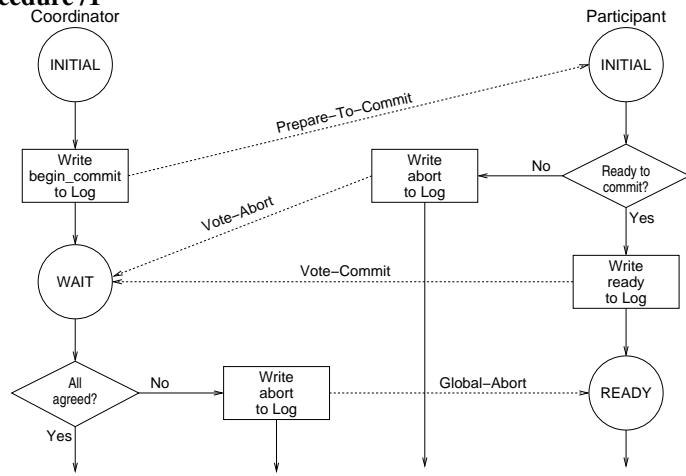 Coordinator
Participant
INITIAL
INITIAL
Prepare-To-Commit
Write
begin_commit
to Log
Write
abort
to Log
No
Ready to
commit?
Vote-Abort
Yes
WAIT
Vote-Commit
Write
ready
to Log
All
agreed?
No
Write
abort
to Log
Global-Abort
READY
Yes